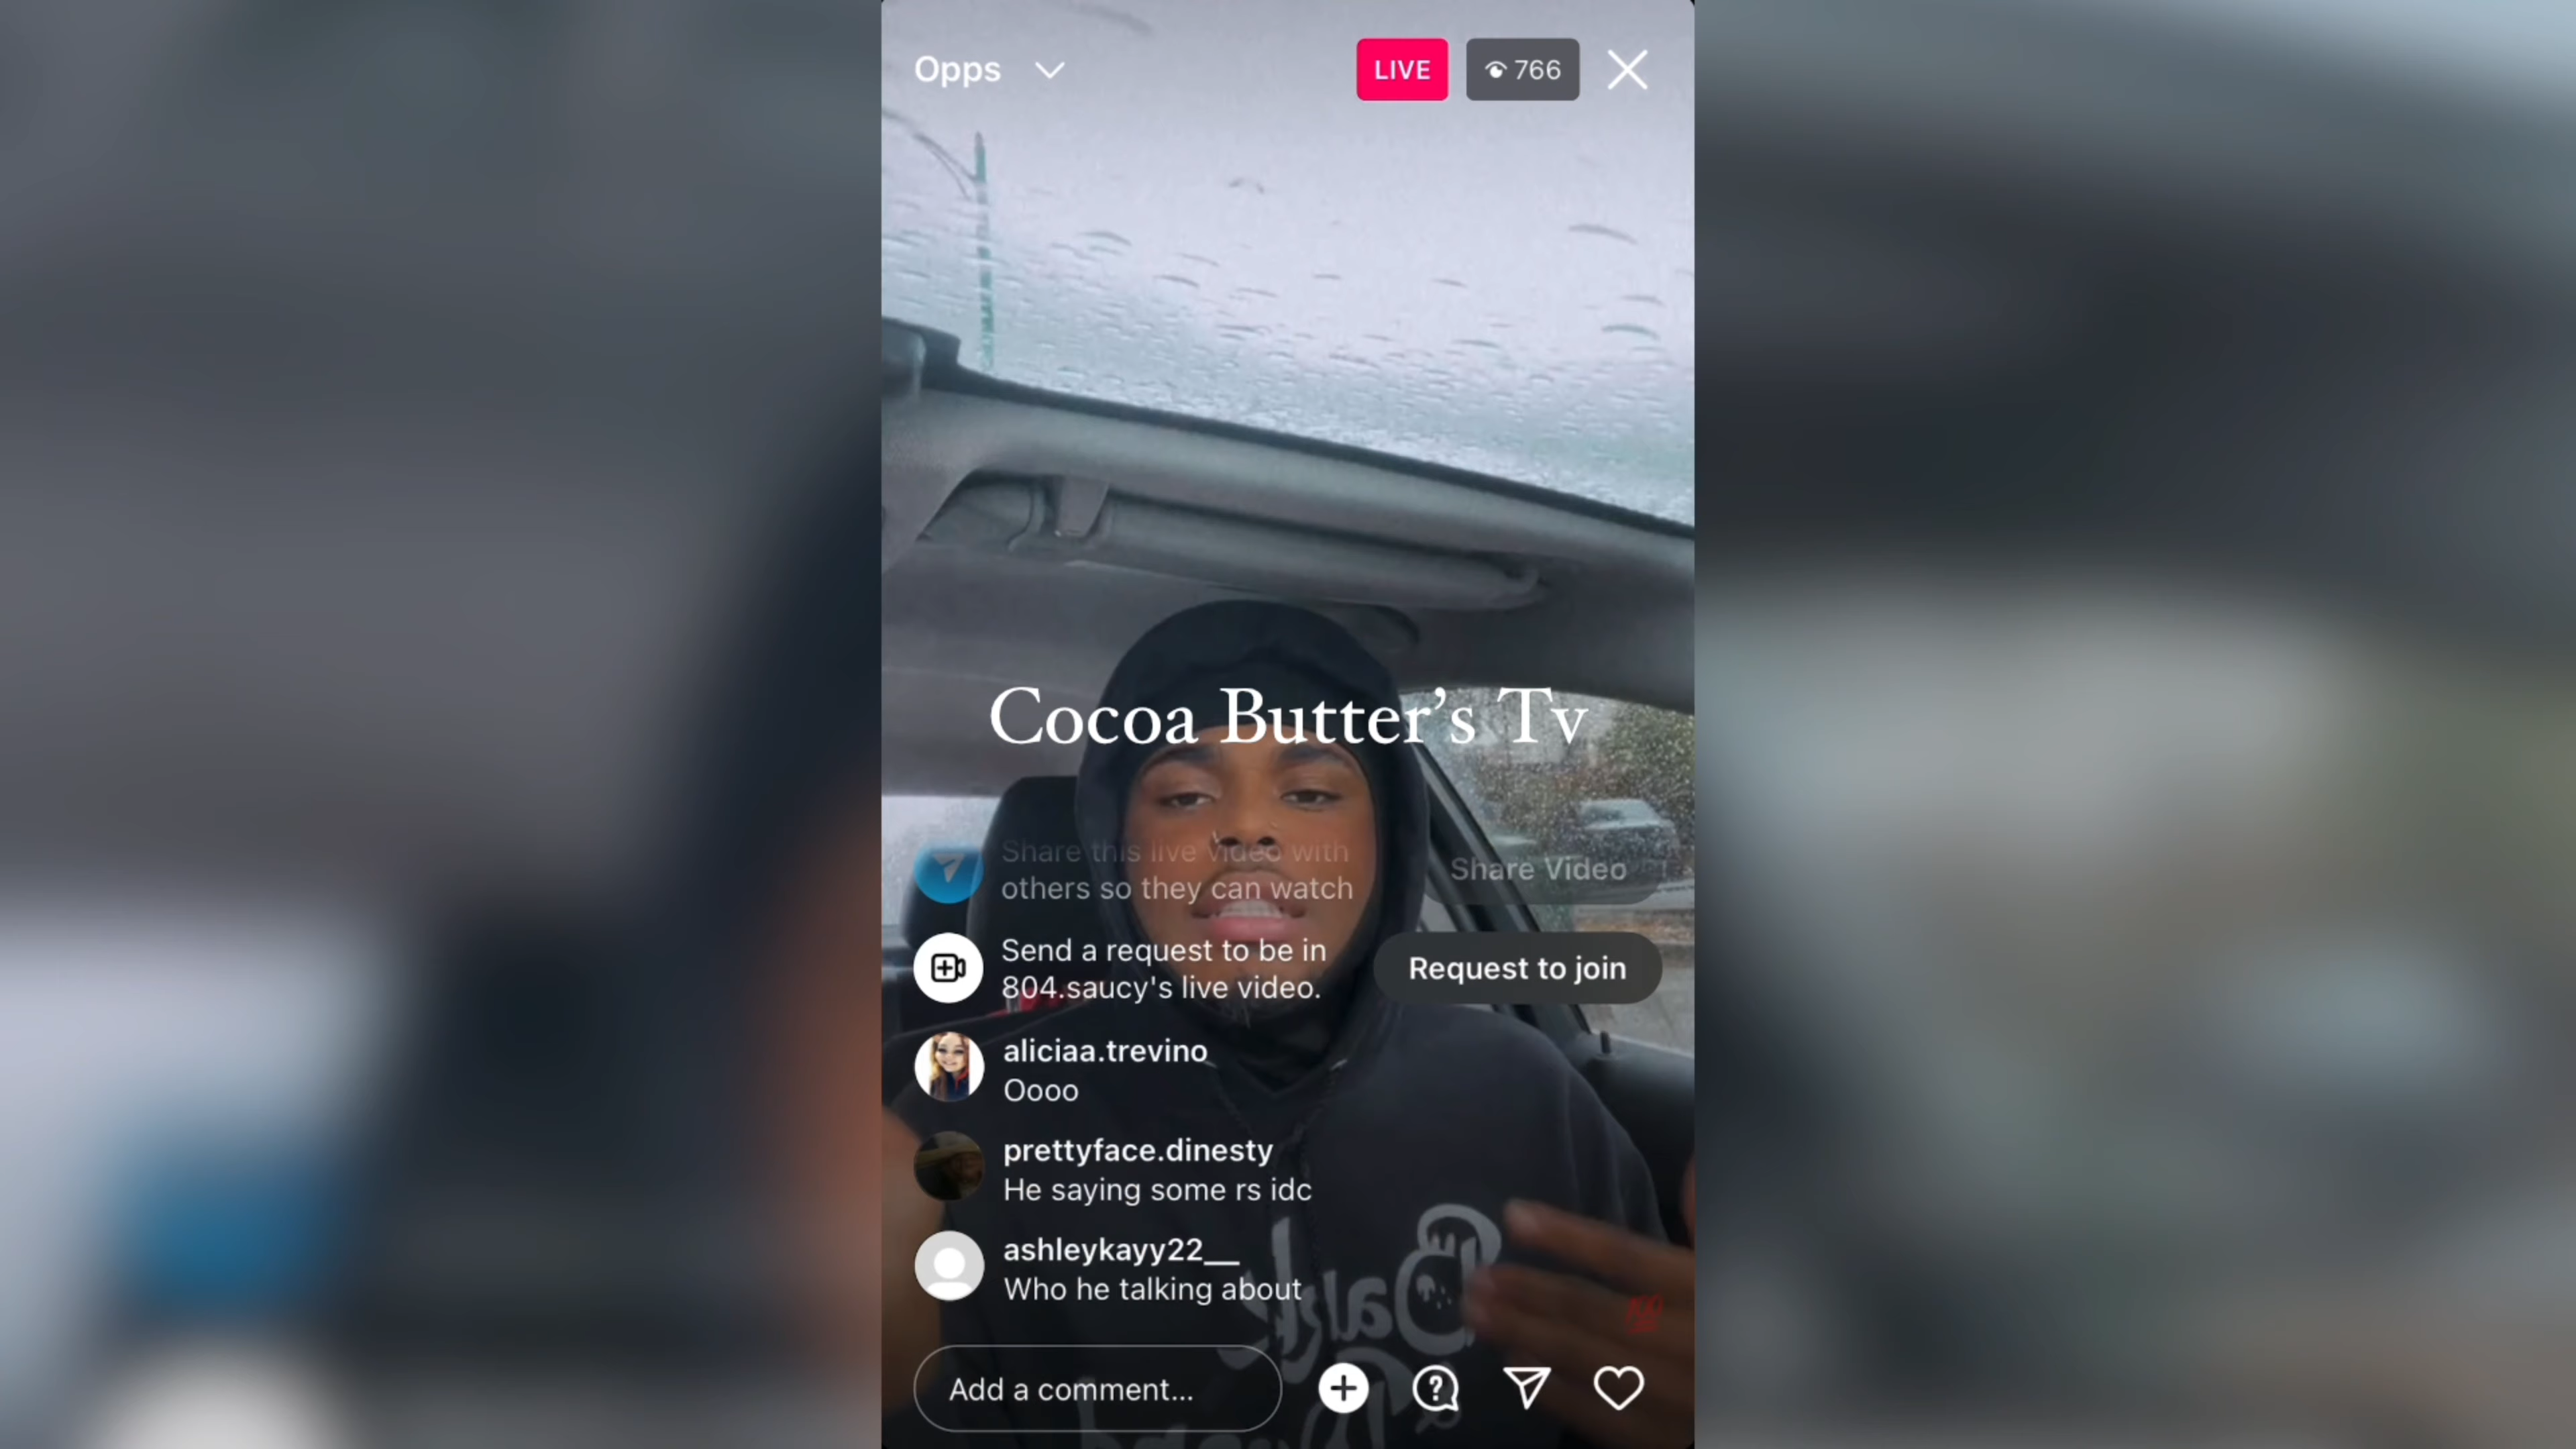 Opps
LIVE
766
Cocoa Butter's Tv
Share this live video with
others so they can watch
Share Video
Send a request to be in
804.saucy's live video.
Request to join
aliciaa.trevino
Oooo
prettyface.dinesty
He saying some rs idc
ashleykayy22__
Who he talking about
Add a comment...